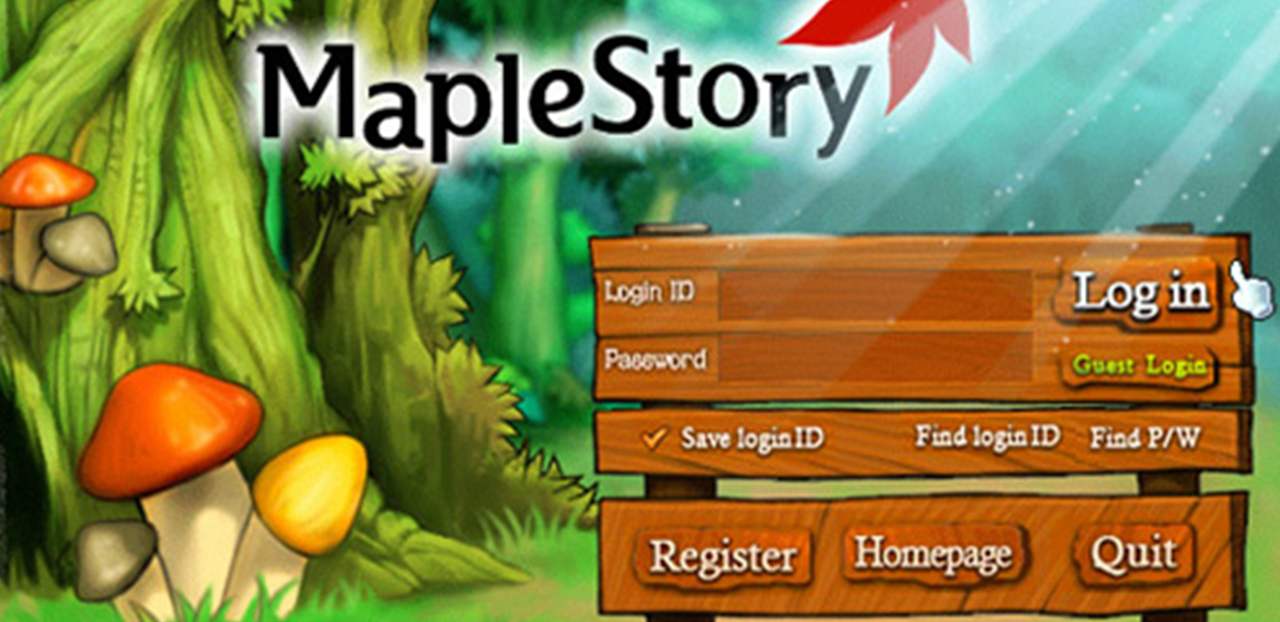 MapleStory
Login ID
Log in
Password
Guest Login
Save login ID Find login ID Find P/W
Register Homepage Quit